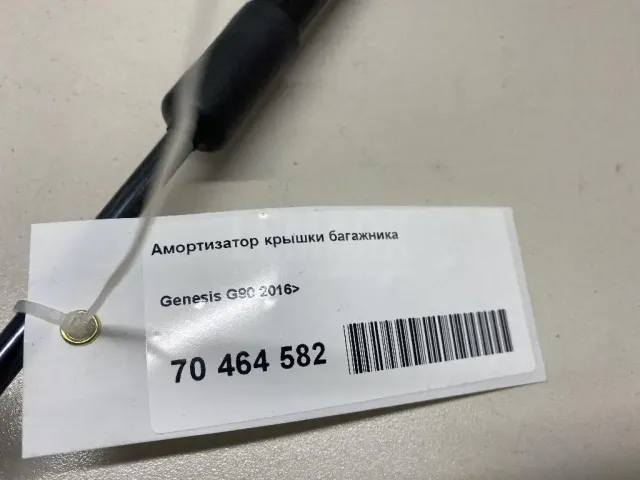 Амортизатор крышки багажника
Genesis G90 2016>
70 464 582